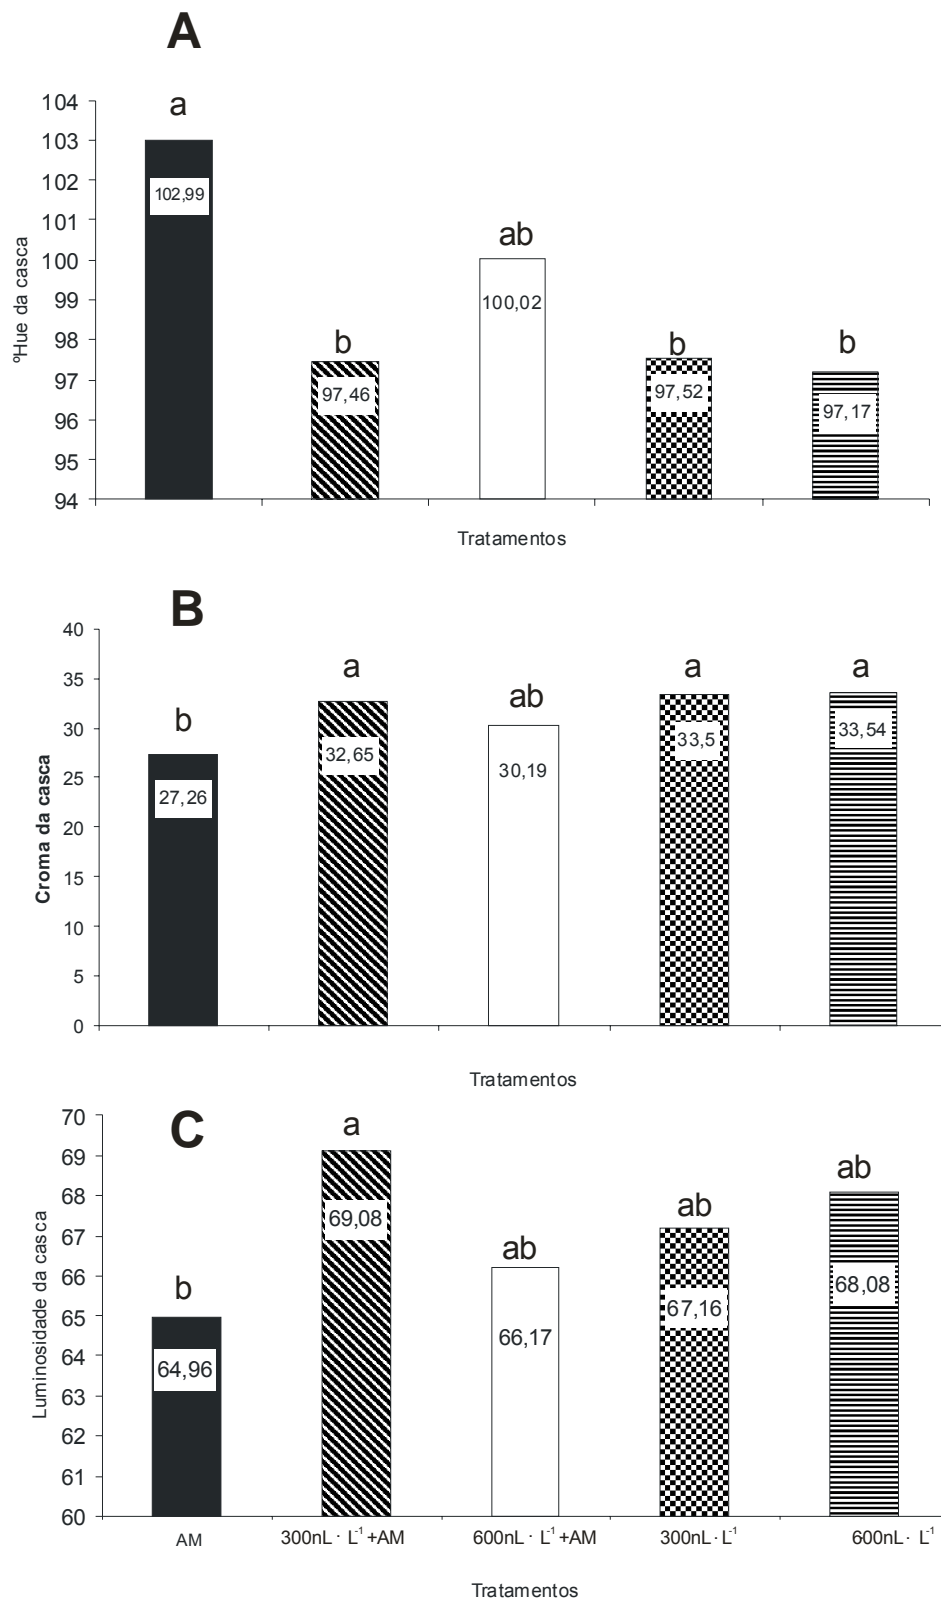 A
ºHue da casca
104
103
102
101
100
99
98
97
96
95
94
a
102,99
b
97,46
ab
100,02
b
97,52
b
97,17
Tratamentos
B
Croma da casca
40
35
30
25
20
15
10
5
0
b
27,26
a
32,65
ab
30,19
a
33,5
a
33,54
Tratamentos
C
Luminosidade da casca
70
69
68
67
66
65
64
63
62
61
60
b
64,96
a
69,08
ab
66,17
ab
67,16
ab
68,08
AM 300nL · L⁻¹ +AM 600nL · L⁻¹ +AM 300nL · L⁻¹ 600nL · L⁻¹
Tratamentos